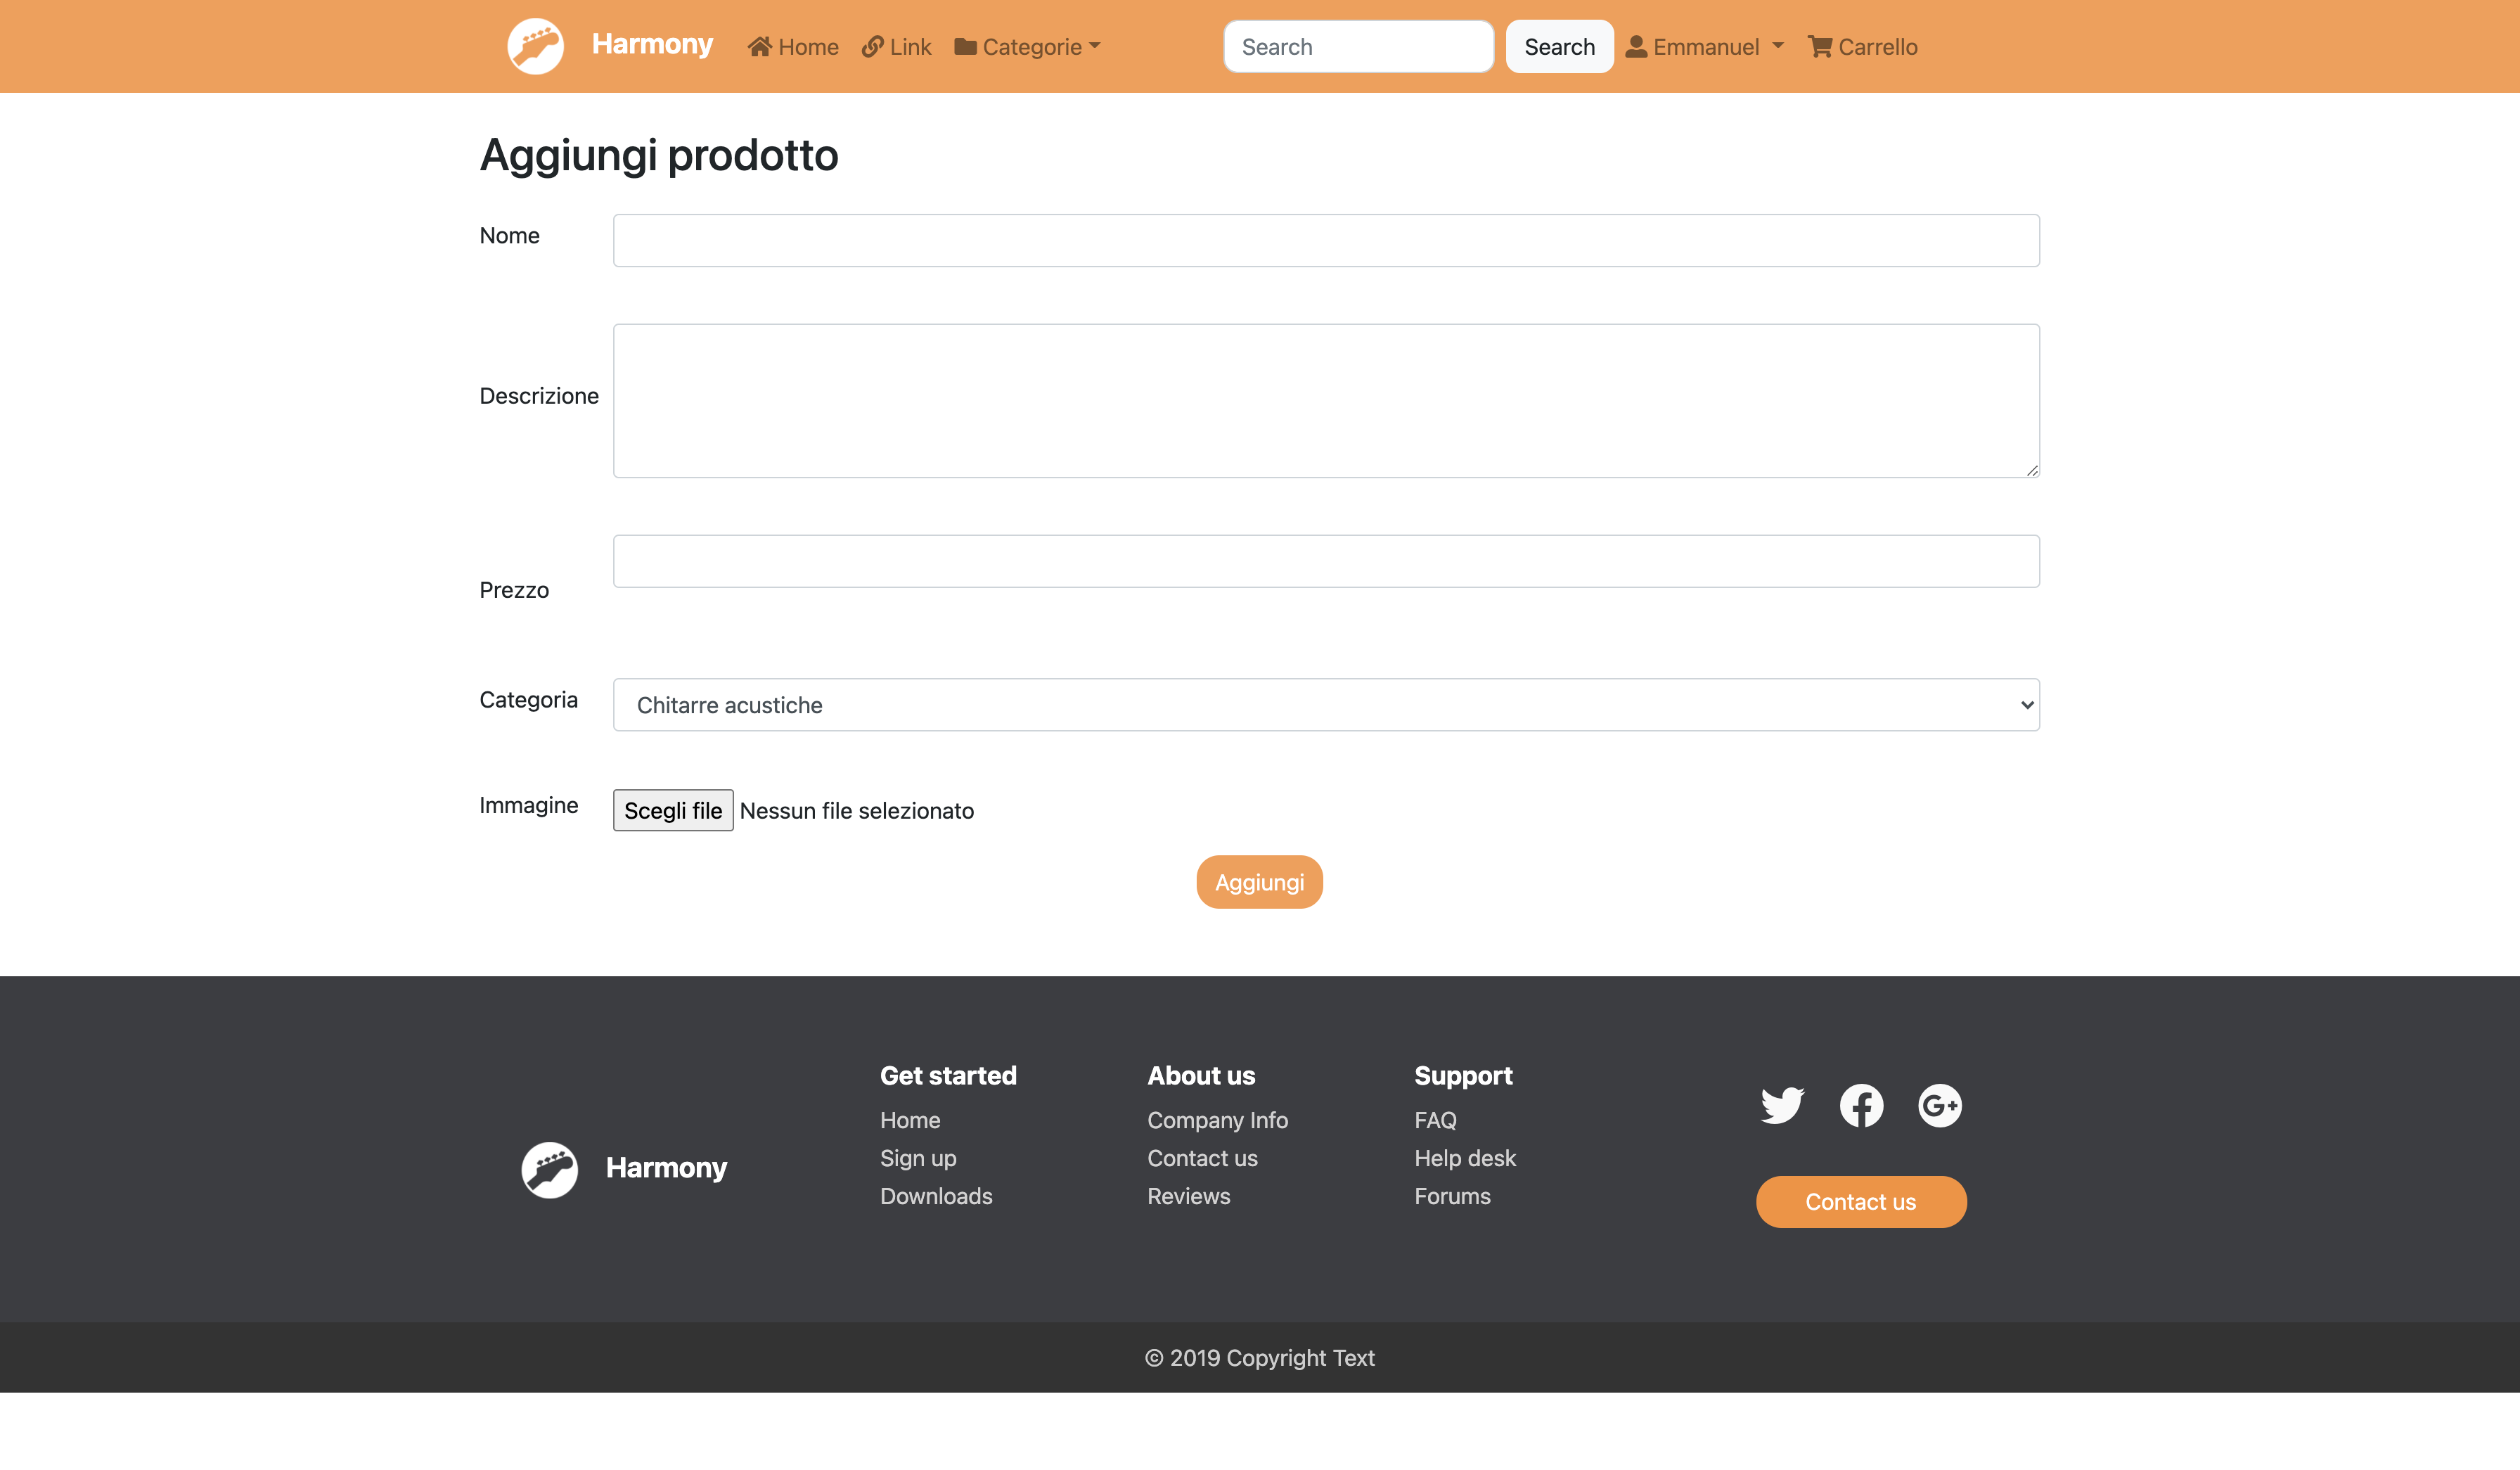 Harmony Home Link Categorie Search Search Emmanuel Carrello
Aggiungi prodotto
Nome
Descrizione
Prezzo
Categoria Chitarre acustiche
Immagine Scegli file Nessun file selezionato
Aggiungi
Harmony
Get started
Home
Sign up
Downloads
About us
Company Info
Contact us
Reviews
Support
FAQ
Help desk
Forums
G+
Contact us
© 2019 Copyright Text